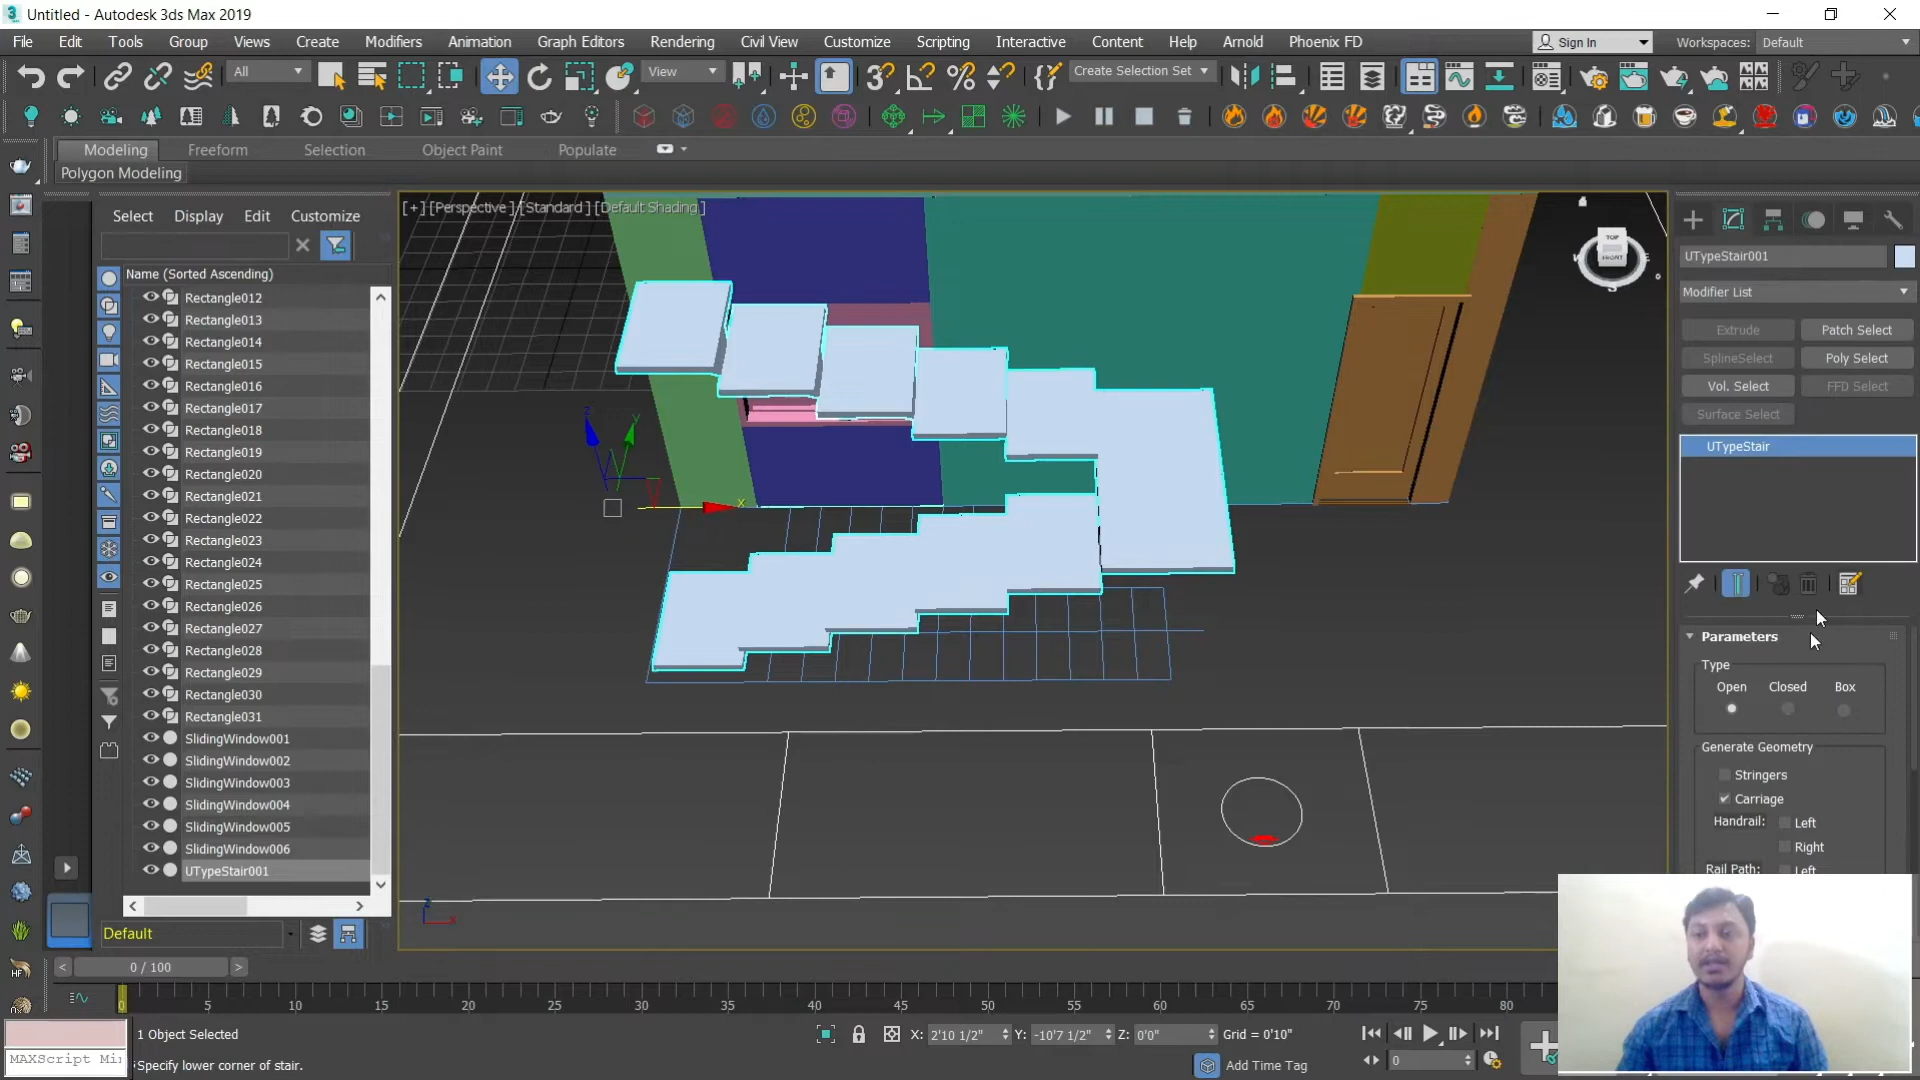 Untitled - Autodesk 3ds Max 2019
File Edit Tools Group Views Create Modifiers Animation Graph Editors Rendering Civil View Customize Scripting Interactive Content Help Arnold Phoenix FD Sign In Workspaces: Default
All View Create Selection Set
Modeling Freeform Selection Object Paint Populate
Polygon Modeling
Select Display Edit Customize
Name (Sorted Ascending)
Rectangle012
Rectangle013
Rectangle014
Rectangle015
Rectangle016
Rectangle017
Rectangle018
Rectangle019
Rectangle020
Rectangle021
Rectangle022
Rectangle023
Rectangle024
Rectangle025
Rectangle026
Rectangle027
Rectangle028
Rectangle029
Rectangle030
Rectangle031
SlidingWindow001
SlidingWindow002
SlidingWindow003
SlidingWindow004
SlidingWindow005
SlidingWindow006
UTypeStair001
Default
[+] [Perspective] [Standard] [Default Shading]
TOP
FRONT
UTypeStair001
Modifier List
Extrude Patch Select
SplineSelect Poly Select
Vol. Select FFD Select
Surface Select
UTypeStair
Parameters
Type
Open Closed Box
Generate Geometry
Stringers
Carriage
Handrail: Left
Right
Rail Path: Left
0 / 100
0 5 10 15 20 25 30 35 40 45 50 55 60 65 70 75 80
1 Object Selected
X: 2'10 1/2" Y: -10'7 1/2" Z: 0'0" Grid = 0'10"
MAXScript Mi
Specify lower corner of stair.
Add Time Tag
0